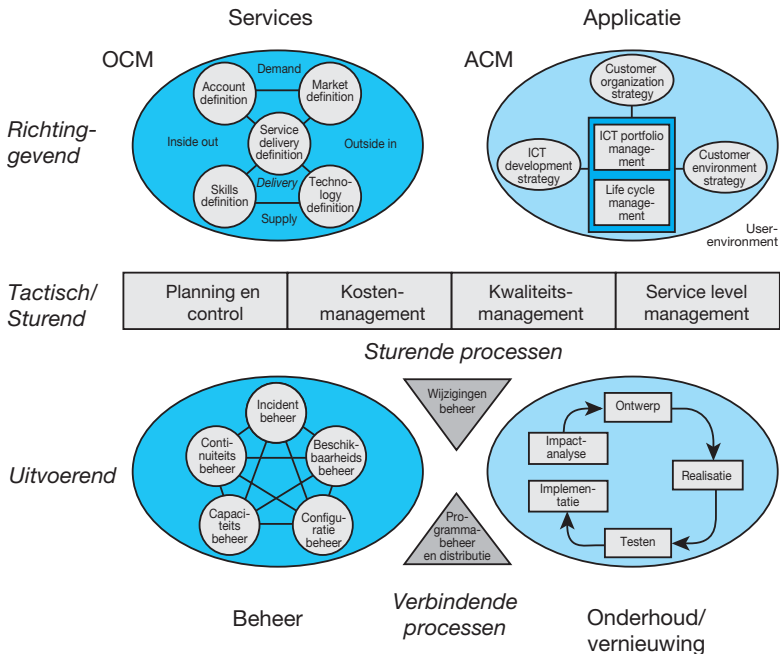 Services
Applicatie
OCM
Demand
Account
definition
Market
definition
Service
delivery
definition
Inside out
Outside in
Skills
definition
Delivery
Technology
definition
Supply
ACM
Customer
organization
strategy
ICT portfolio
manage-
ment
ICT
development
strategy
Customer
environment
strategy
Life cycle
manage-
ment
User-
environment
Richting-
gevend
Tactisch/
Sturend
Planning en
control
Kosten-
management
Kwaliteits-
management
Service level
management
Sturende processen
Uitvoerend
Incident
beheer
Conti-
nuiteits
beheer
Beschik-
baarheids
beheer
Capaci-
teits
beheer
Configu-
ratie
beheer
Wijzigingen
beheer
Pro-
gramma-
beheer
en distributie
Ontwerp
Impact-
analyse
Realisatie
Implemen-
tatie
Testen
Beheer
Verbindende
processen
Onderhoud/
vernieuwing